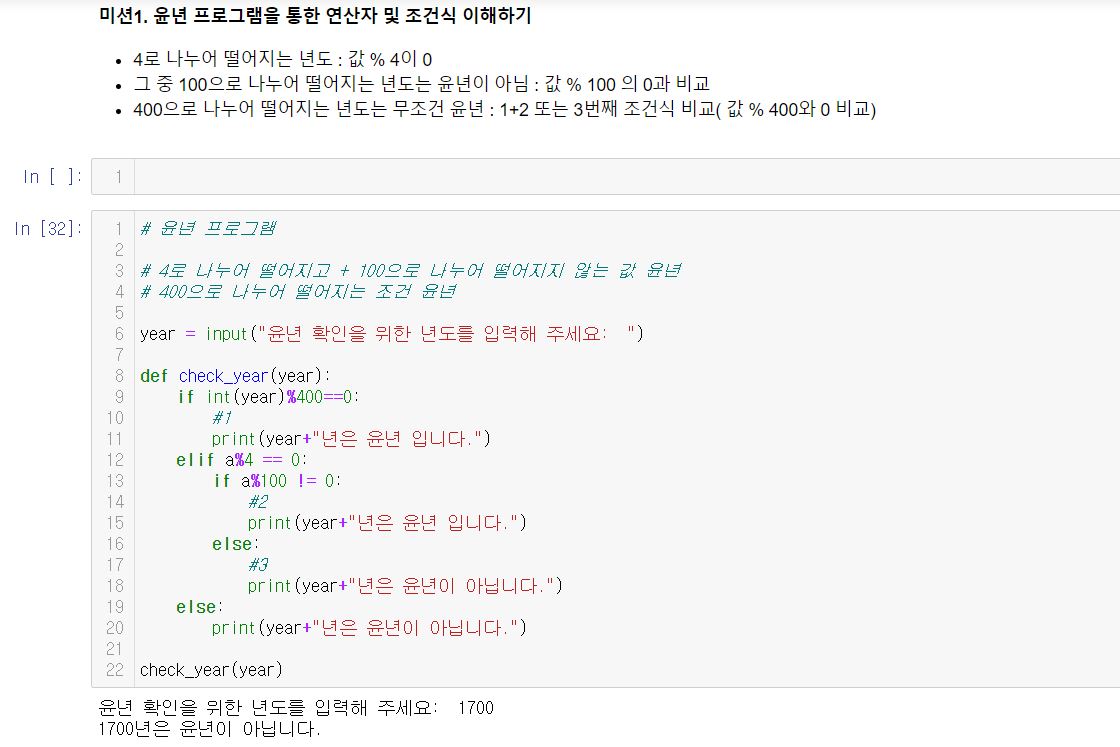 미션1. 윤년 프로그램을 통한 연산자 및 조건식 이해하기
• 4로 나누어 떨어지는 년도 : 값 % 4이 0
• 그 중 100으로 나누어 떨어지는 년도는 윤년이 아님 : 값 % 100 의 0과 비교
• 400으로 나누어 떨어지는 년도는 무조건 윤년 : 1+2 또는 3번째 조건식 비교( 값 % 400와 0 비교)
In [ ]: 1
In [32]: 1 # 윤년 프로그램
2
3 # 4로 나누어 떨어지고 + 100으로 나누어 떨어지지 않는 값 윤년
4 # 400으로 나누어 떨어지는 조건 윤년
5
6 year = input("윤년 확인을 위한 년도를 입력해 주세요:  ")
7
8 def check_year(year):
9     if int(year)%400==0:
10         #1
11         print(year+"년은 윤년 입니다.")
12     elif a%4 == 0:
13         if a%100 != 0:
14             #2
15             print(year+"년은 윤년 입니다.")
16         else:
17             #3
18             print(year+"년은 윤년이 아닙니다.")
19     else:
20         print(year+"년은 윤년이 아닙니다.")
21
22 check_year(year)
윤년 확인을 위한 년도를 입력해 주세요:  1700
1700년은 윤년이 아닙니다.